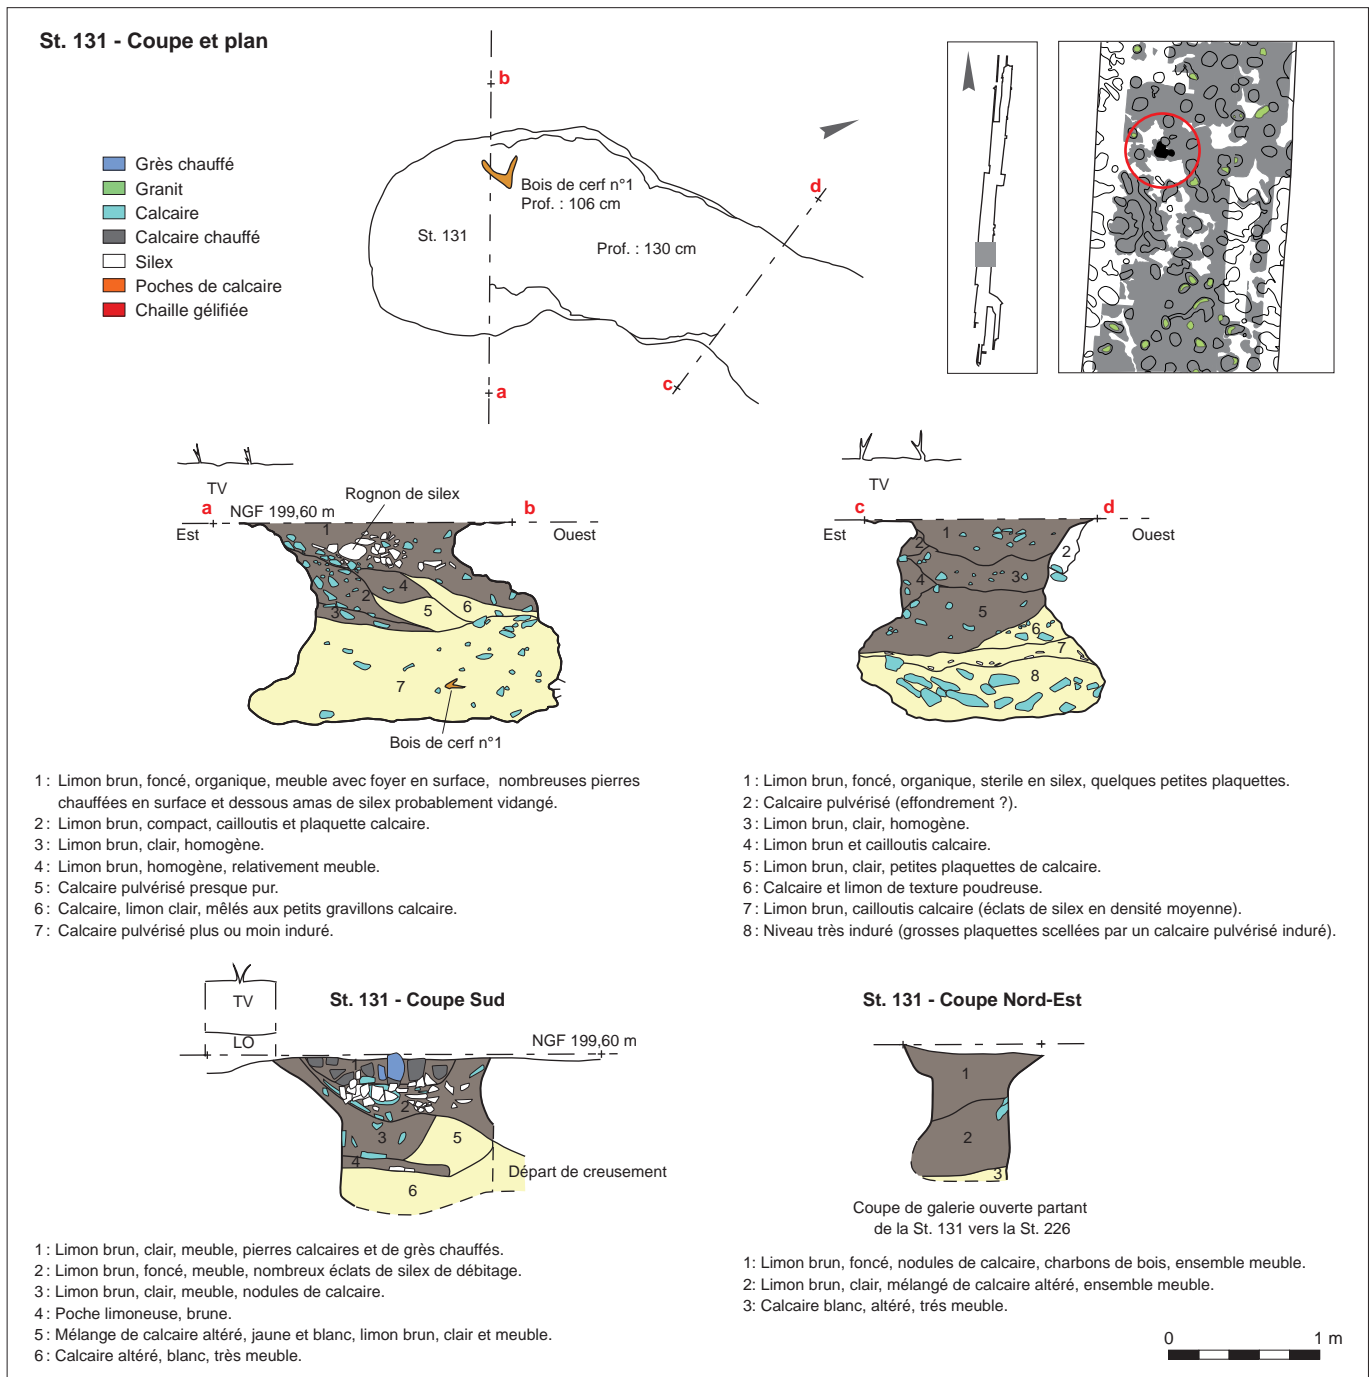 St. 131 - Coupe et plan
b
Grès chauffé
Granit
Calcaire
Calcaire chauffé
Silex
Poches de calcaire
Chaille gélifiée
Bois de cerf n°1
Prof. : 106 cm
d
St. 131
Prof. : 130 cm
c
a
TV
Rognon de silex
a
NGF 199,60 m
b
Est
Ouest
1
4
2
3
5
6
7
Bois de cerf n°1
TV
c
d
Est
Ouest
1
2
2
3
4
5
6
7
8
1: Limon brun, foncé, organique, meuble avec foyer en surface, nombreuses pierres
chauffées en surface et dessous amas de silex probablement vidangé.
2: Limon brun, compact, cailloutis et plaquette calcaire.
3: Limon brun, clair, homogène.
4: Limon brun, homogène, relativement meuble.
5: Calcaire pulvérisé presque pur.
6: Calcaire, limon clair, mêlés aux petits gravillons calcaire.
7: Calcaire pulvérisé plus ou moin induré.
1: Limon brun, foncé, organique, sterile en silex, quelques petites plaquettes.
2: Calcaire pulvérisé (effondrement ?).
3: Limon brun, clair, homogène.
4: Limon brun et cailloutis calcaire.
5: Limon brun, clair, petites plaquettes de calcaire.
6: Calcaire et limon de texture poudreuse.
7: Limon brun, cailloutis calcaire (éclats de silex en densité moyenne).
8: Niveau très induré (grosses plaquettes scellées par un calcaire pulvérisé induré).
TV
LO
St. 131 - Coupe Sud
NGF 199,60 m
1
2
3
5
4
6
Départ de creusement
St. 131 - Coupe Nord-Est
1
2
3
Coupe de galerie ouverte partant
de la St. 131 vers la St. 226
1: Limon brun, clair, meuble, pierres calcaires et de grès chauffés.
2: Limon brun, foncé, meuble, nombreux éclats de silex de débitage.
3: Limon brun, clair, meuble, nodules de calcaire.
4: Poche limoneuse, brune.
5: Mélange de calcaire altéré, jaune et blanc, limon brun, clair et meuble.
6: Calcaire altéré, blanc, très meuble.
1: Limon brun, foncé, nodules de calcaire, charbons de bois, ensemble meuble.
2: Limon brun, clair, mélangé de calcaire altéré, ensemble meuble.
3: Calcaire blanc, altéré, trés meuble.
0 1 m